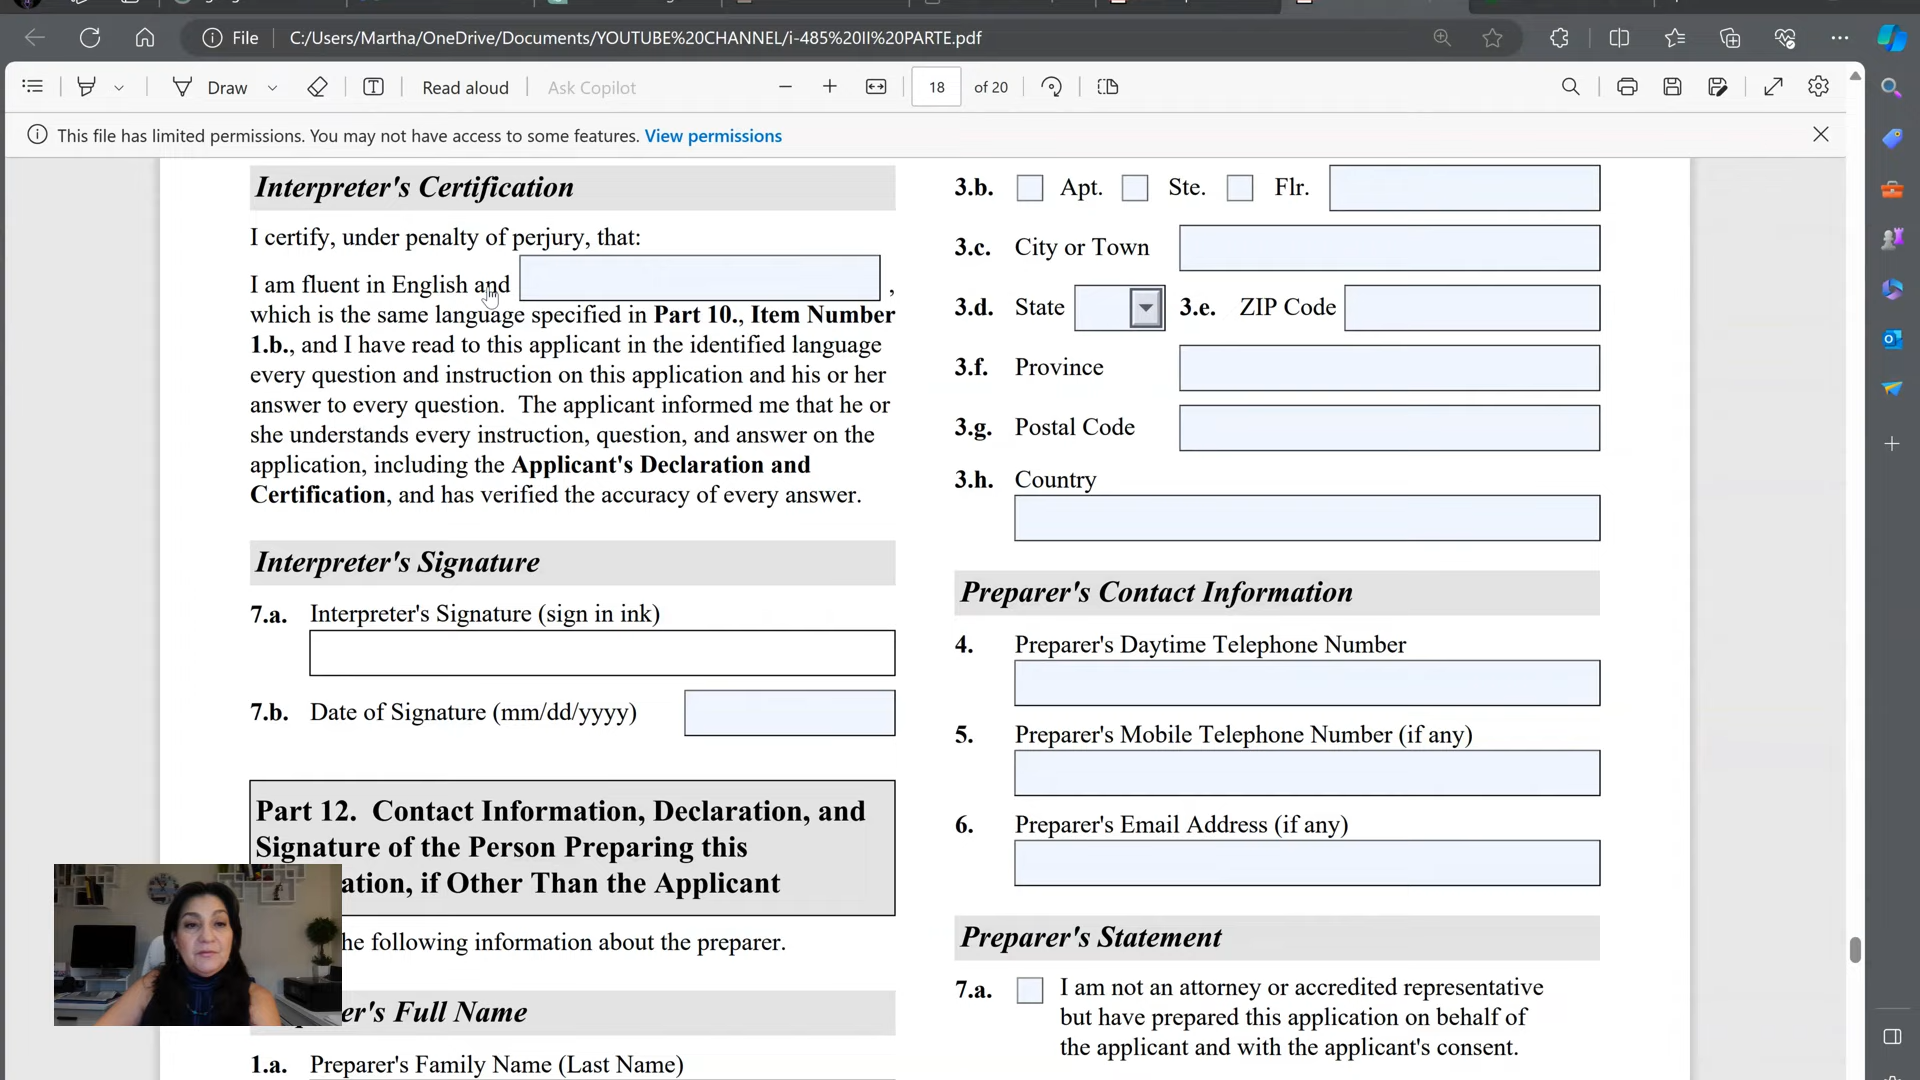 File
C:/Users/Martha/OneDrive/Documents/YOUTUBE%20CHANNEL/i-485%20II%20PARTE.pdf
Draw
Read aloud
Ask Copilot
18 of 20
This file has limited permissions. You may not have access to some features. View permissions
Interpreter's Certification
I certify, under penalty of perjury, that:
I am fluent in English and ,
which is the same language specified in Part 10., Item Number
1.b., and I have read to this applicant in the identified language
every question and instruction on this application and his or her
answer to every question. The applicant informed me that he or
she understands every instruction, question, and answer on the
application, including the Applicant's Declaration and
Certification, and has verified the accuracy of every answer.
Interpreter's Signature
7.a. Interpreter's Signature (sign in ink)
7.b. Date of Signature (mm/dd/yyyy)
Part 12. Contact Information, Declaration, and
Signature of the Person Preparing this
ation, if Other Than the Applicant
he following information about the preparer.
er's Full Name
1.a. Preparer's Family Name (Last Name)
3.b. Apt. Ste. Flr.
3.c. City or Town
3.d. State 3.e. ZIP Code
3.f. Province
3.g. Postal Code
3.h. Country
Preparer's Contact Information
4. Preparer's Daytime Telephone Number
5. Preparer's Mobile Telephone Number (if any)
6. Preparer's Email Address (if any)
Preparer's Statement
7.a. I am not an attorney or accredited representative
but have prepared this application on behalf of
the applicant and with the applicant's consent.